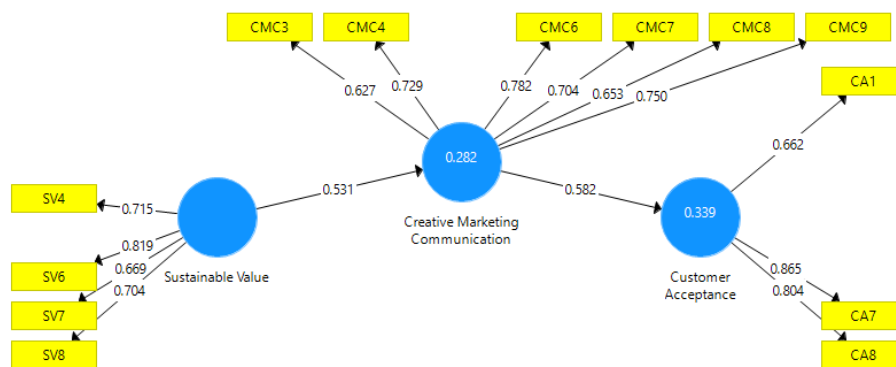 CMC3
CMC4
CMC6
CMC7
CMC8
CMC9
CA1
0.627
0.729
0.782
0.704
0.653
0.750
0.662
0.282
SV4
0.715
0.531
0.582
0.339
Creative Marketing
Communication
0.819
SV6
0.669
0.704
Sustainable Value
Customer
Acceptance
0.865
0.804
SV7
CA7
SV8
CA8